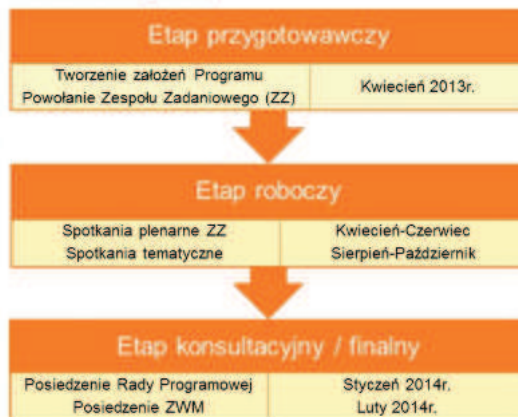 Etap przygotowawczy
Tworzenie założeń Programu
Powołanie Zespołu Zadaniowego (ZZ)
Kwiecień 2013r.
Etap roboczy
Spotkania plenarne ZZ
Spotkania tematyczne
Kwiecień-Czerwiec
Sierpień-Październik
Etap konsultacyjny / finalny
Posiedzenie Rady Programowej
Posiedzenie ZWM
Styczeń 2014r.
Luty 2014r.